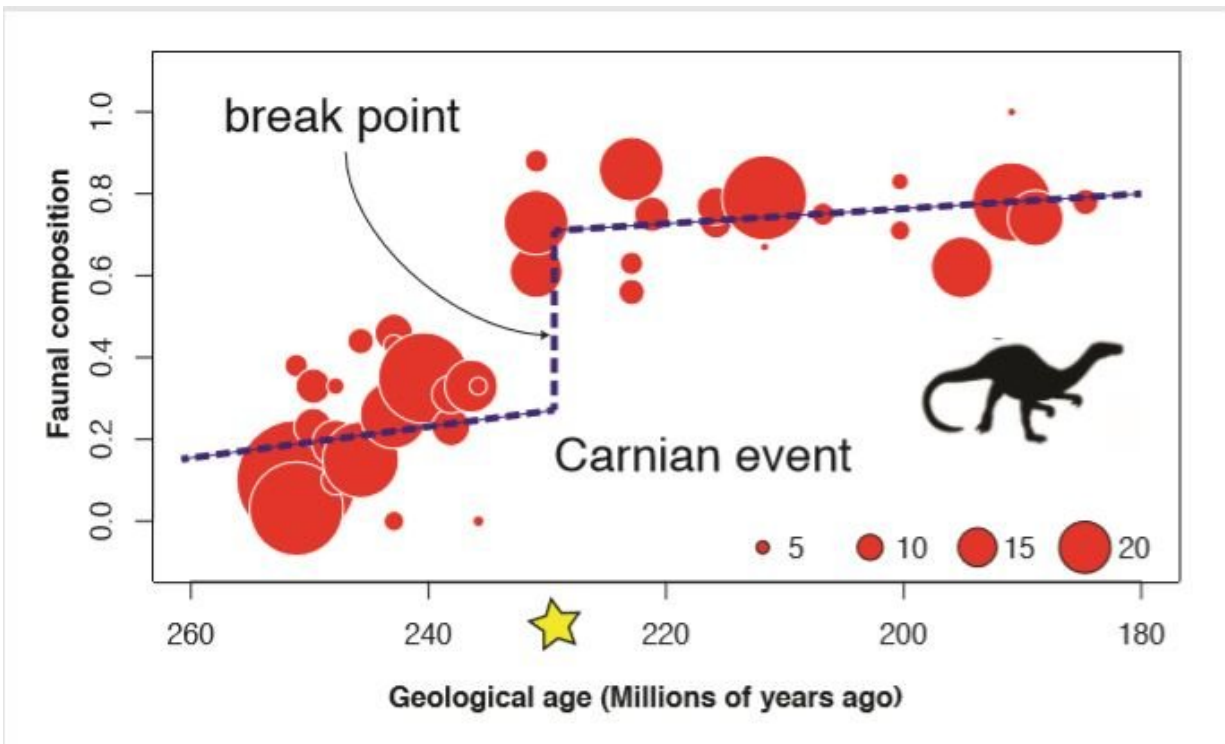 break point
Faunal composition
1.0
0.8
0.6
0.4
0.2
0.0
Carnian event
5 10 15 20
260 240 220 200 180
Geological age (Millions of years ago)